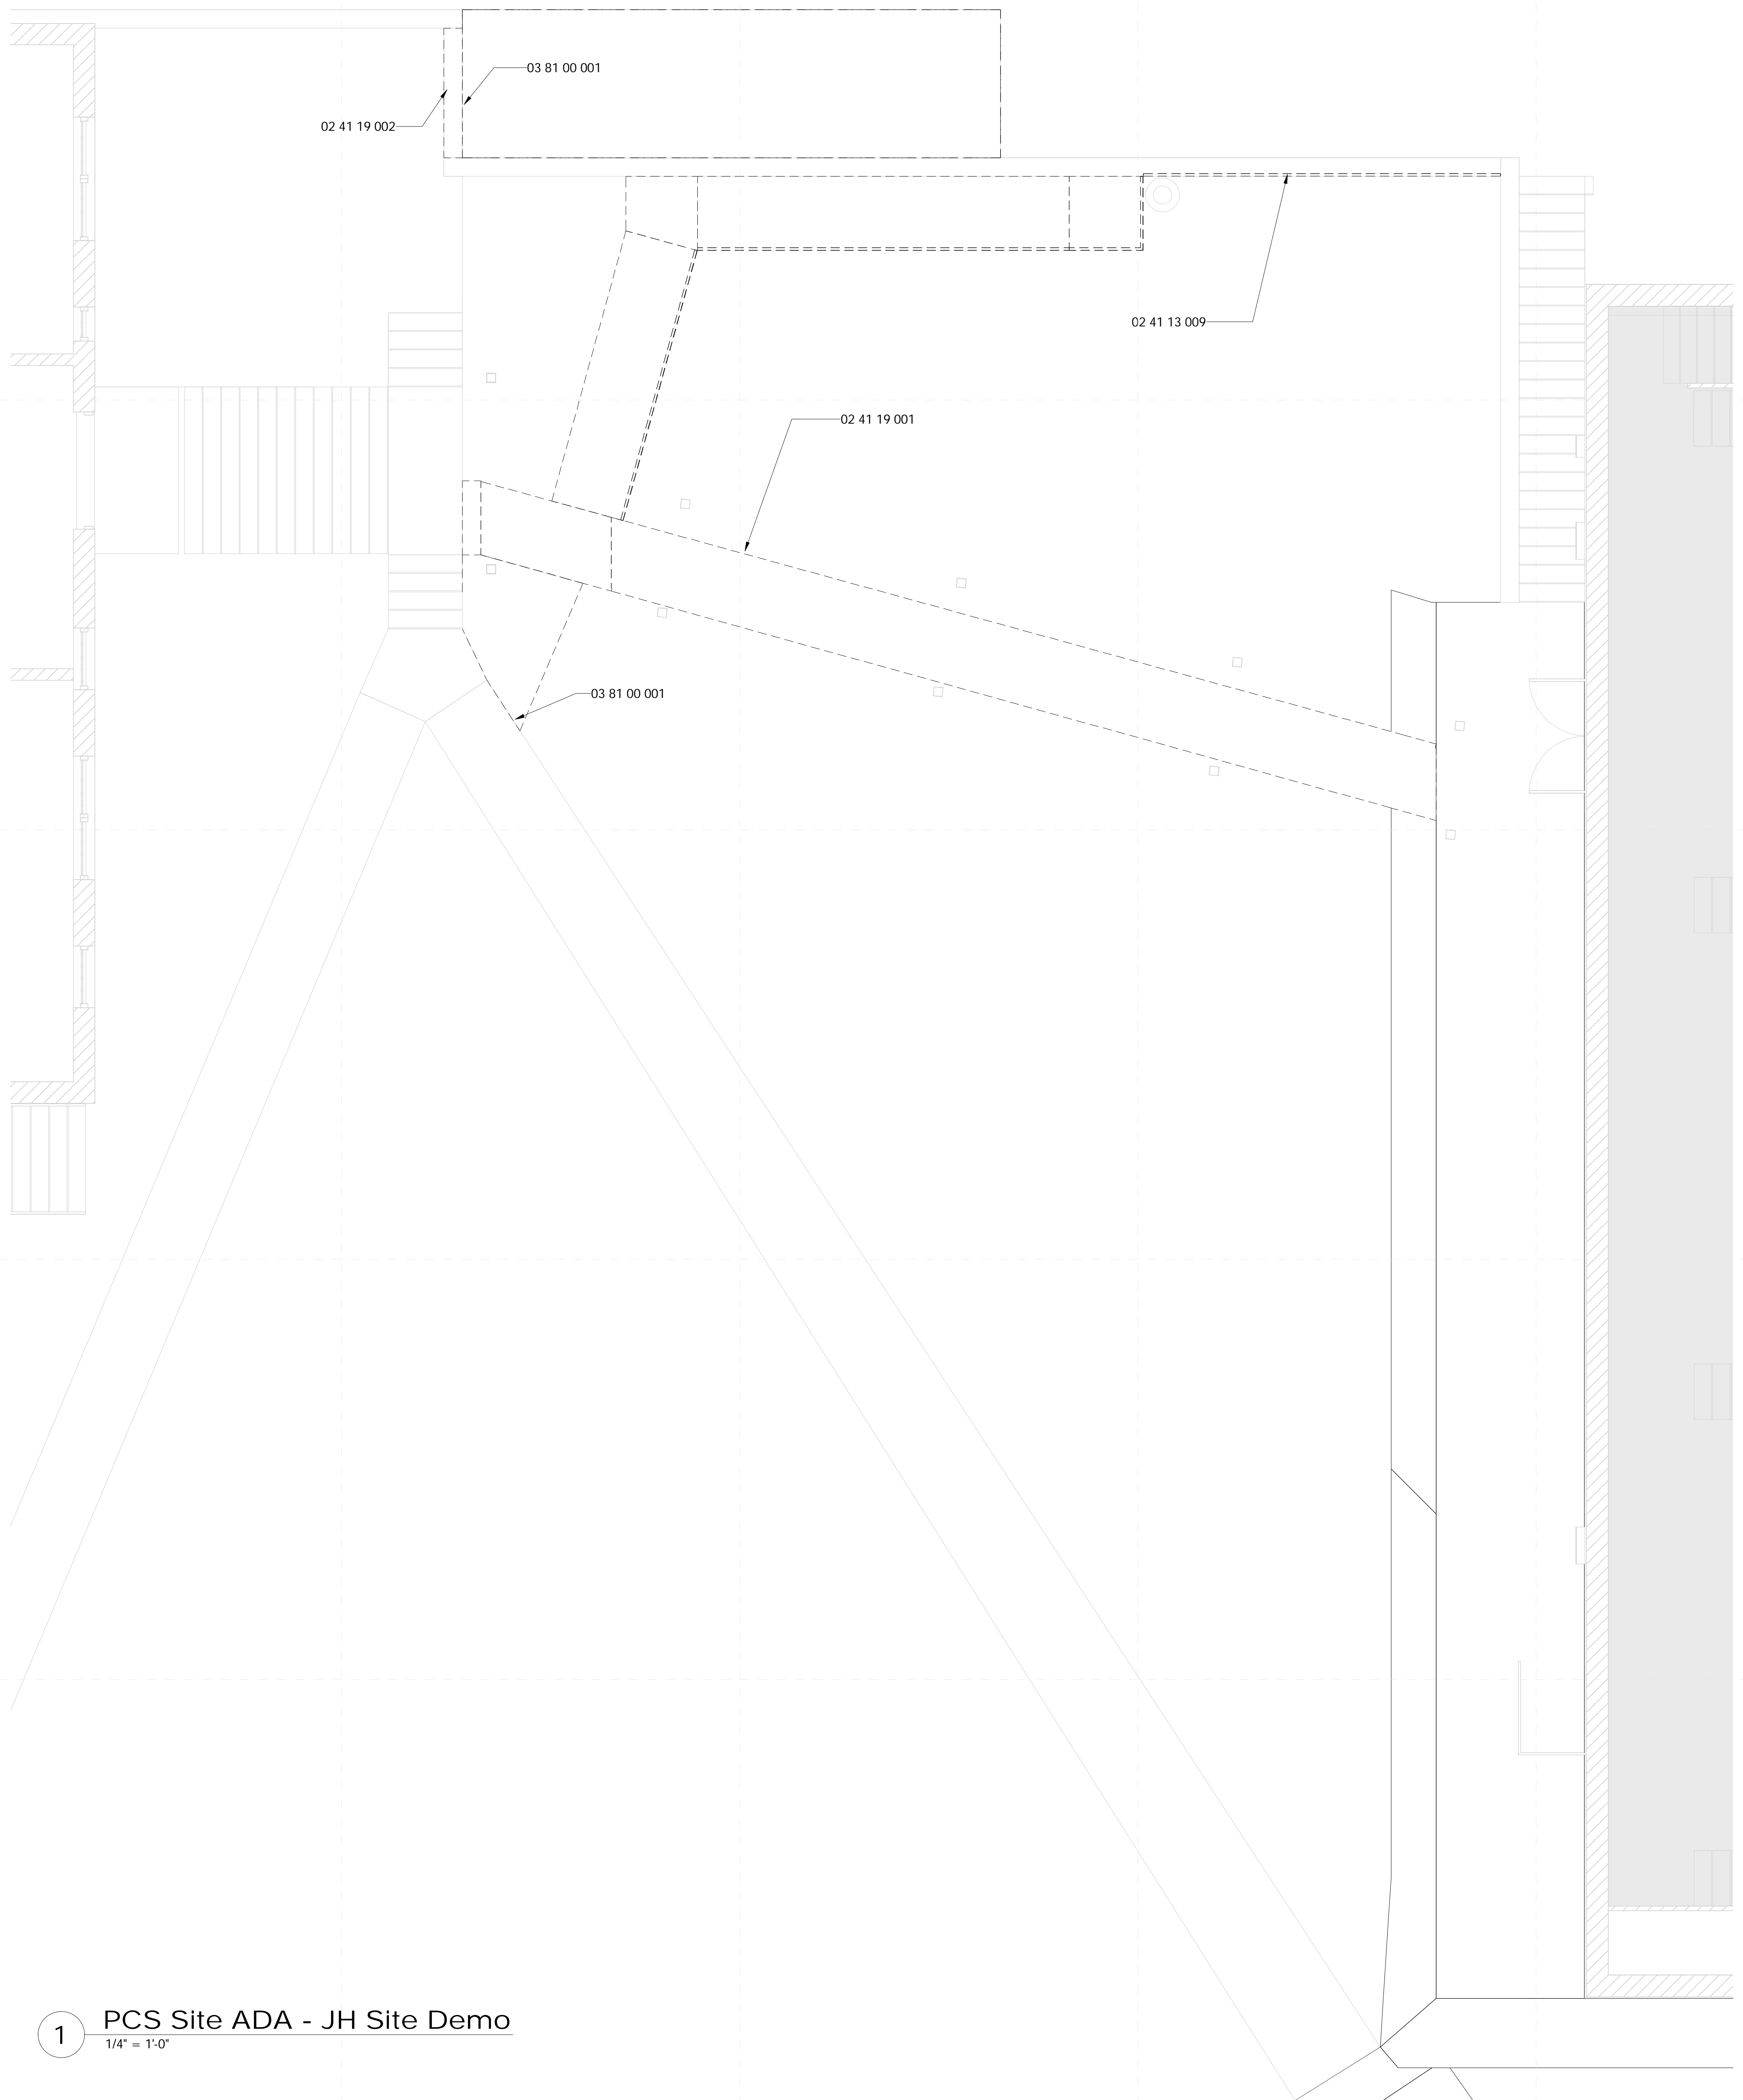 03 81 00 001
02 41 19 002
02 41 13 009
02 41 19 001
03 81 00 001
1
PCS Site ADA - JH Site Demo
1/4" = 1'-0"